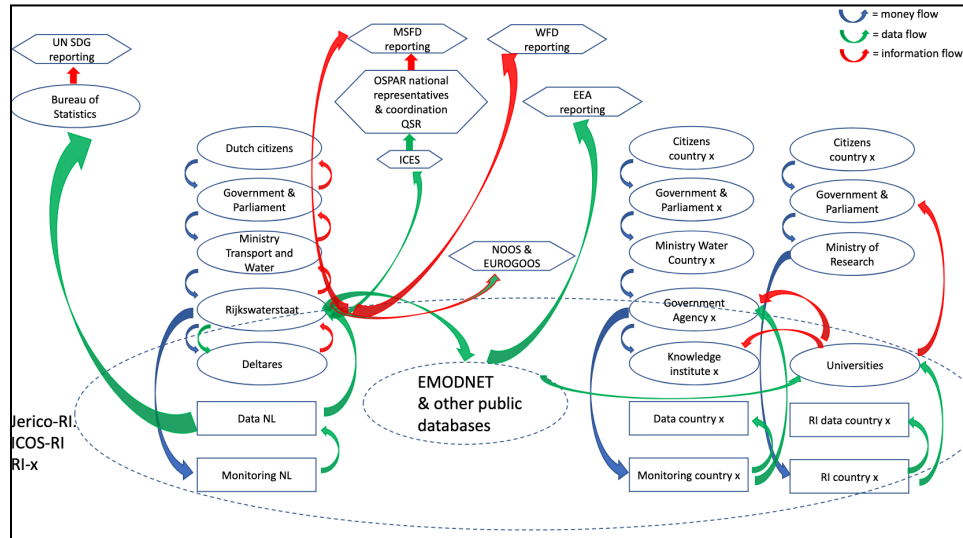 = money flow
= data flow
= information flow
UN SDG
reporting
Bureau of
Statistics
MSFD
reporting
WFD
reporting
OSPAR national
representatives
& coordination
QSR
ICES
EEA
reporting
NOOS &
EUROGOOS
Dutch citizens
Government &
Parliament
Ministry
Transport and
Water
Rijkswaterstaat
Deltares
Data NL
Monitoring NL
Jerico-RI.
ICOS-RI
RI-x
EMODNET
& other public
databases
Citizens
country x
Government &
Parliament x
Ministry Water
Country x
Government
Agency x
Knowledge
institute x
Data country x
Monitoring country x
Citizens
country x
Government &
Parliament
Ministry of
Research
Universities
RI data country x
RI country x